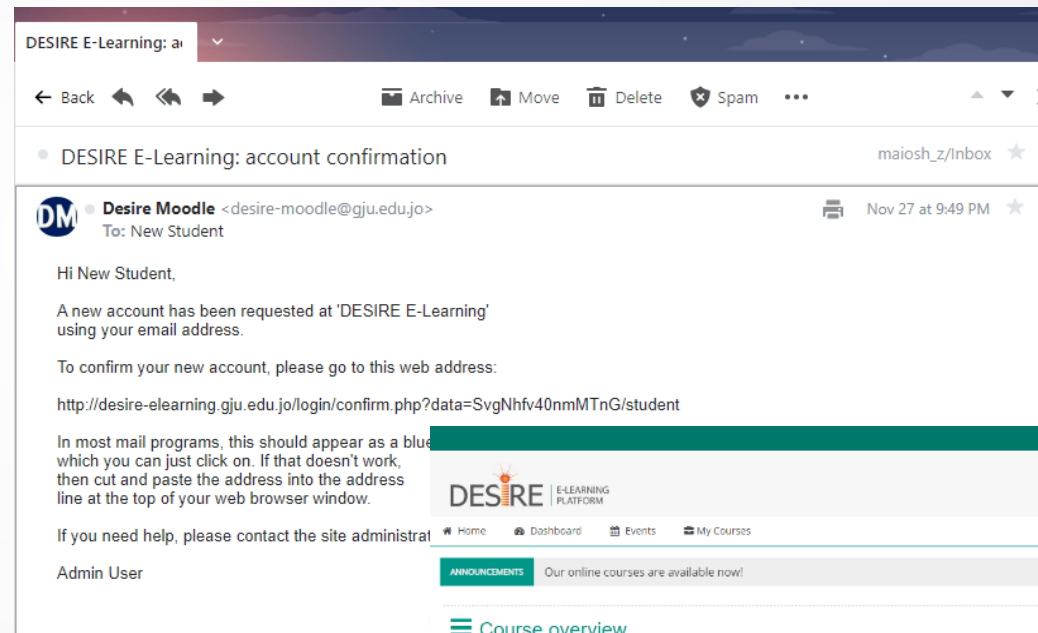 DESIRE E-Learning: a
Back Archive Move Delete Spam
DESIRE E-Learning: account confirmation maiosh_z/Inbox
DM Desire Moodle <desire-moodle@gju.edu.jo> Nov 27 at 9:49 PM
To: New Student
Hi New Student,
A new account has been requested at 'DESIRE E-Learning'
using your email address.
To confirm your new account, please go to this web address:
http://desire-elearning.gju.edu.jo/login/confirm.php?data=SvgNhfv40nmMTnG/student
In most mail programs, this should appear as a blue
which you can just click on. If that doesn't work,
then cut and paste the address into the address
line at the top of your web browser window.
If you need help, please contact the site administrat
Admin User
DESIRE E-LEARNING
PLATFORM
Home Dashboard Events My Courses
ANNOUNCEMENTS Our online courses are available now!
Course overview